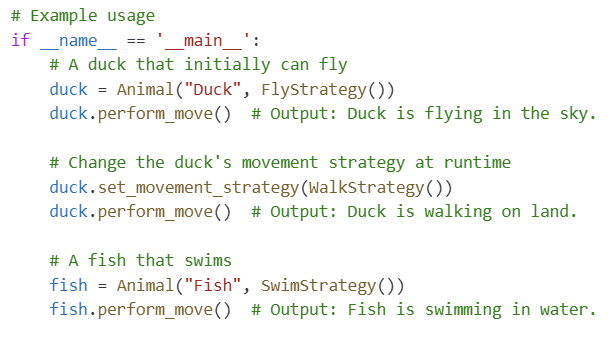 # Example usage
if __name__ == '__main__':
    # A duck that initially can fly
    duck = Animal("Duck", FlyStrategy())
    duck.perform_move()  # Output: Duck is flying in the sky.

    # Change the duck's movement strategy at runtime
    duck.set_movement_strategy(WalkStrategy())
    duck.perform_move()  # Output: Duck is walking on land.

    # A fish that swims
    fish = Animal("Fish", SwimStrategy())
    fish.perform_move()  # Output: Fish is swimming in water.